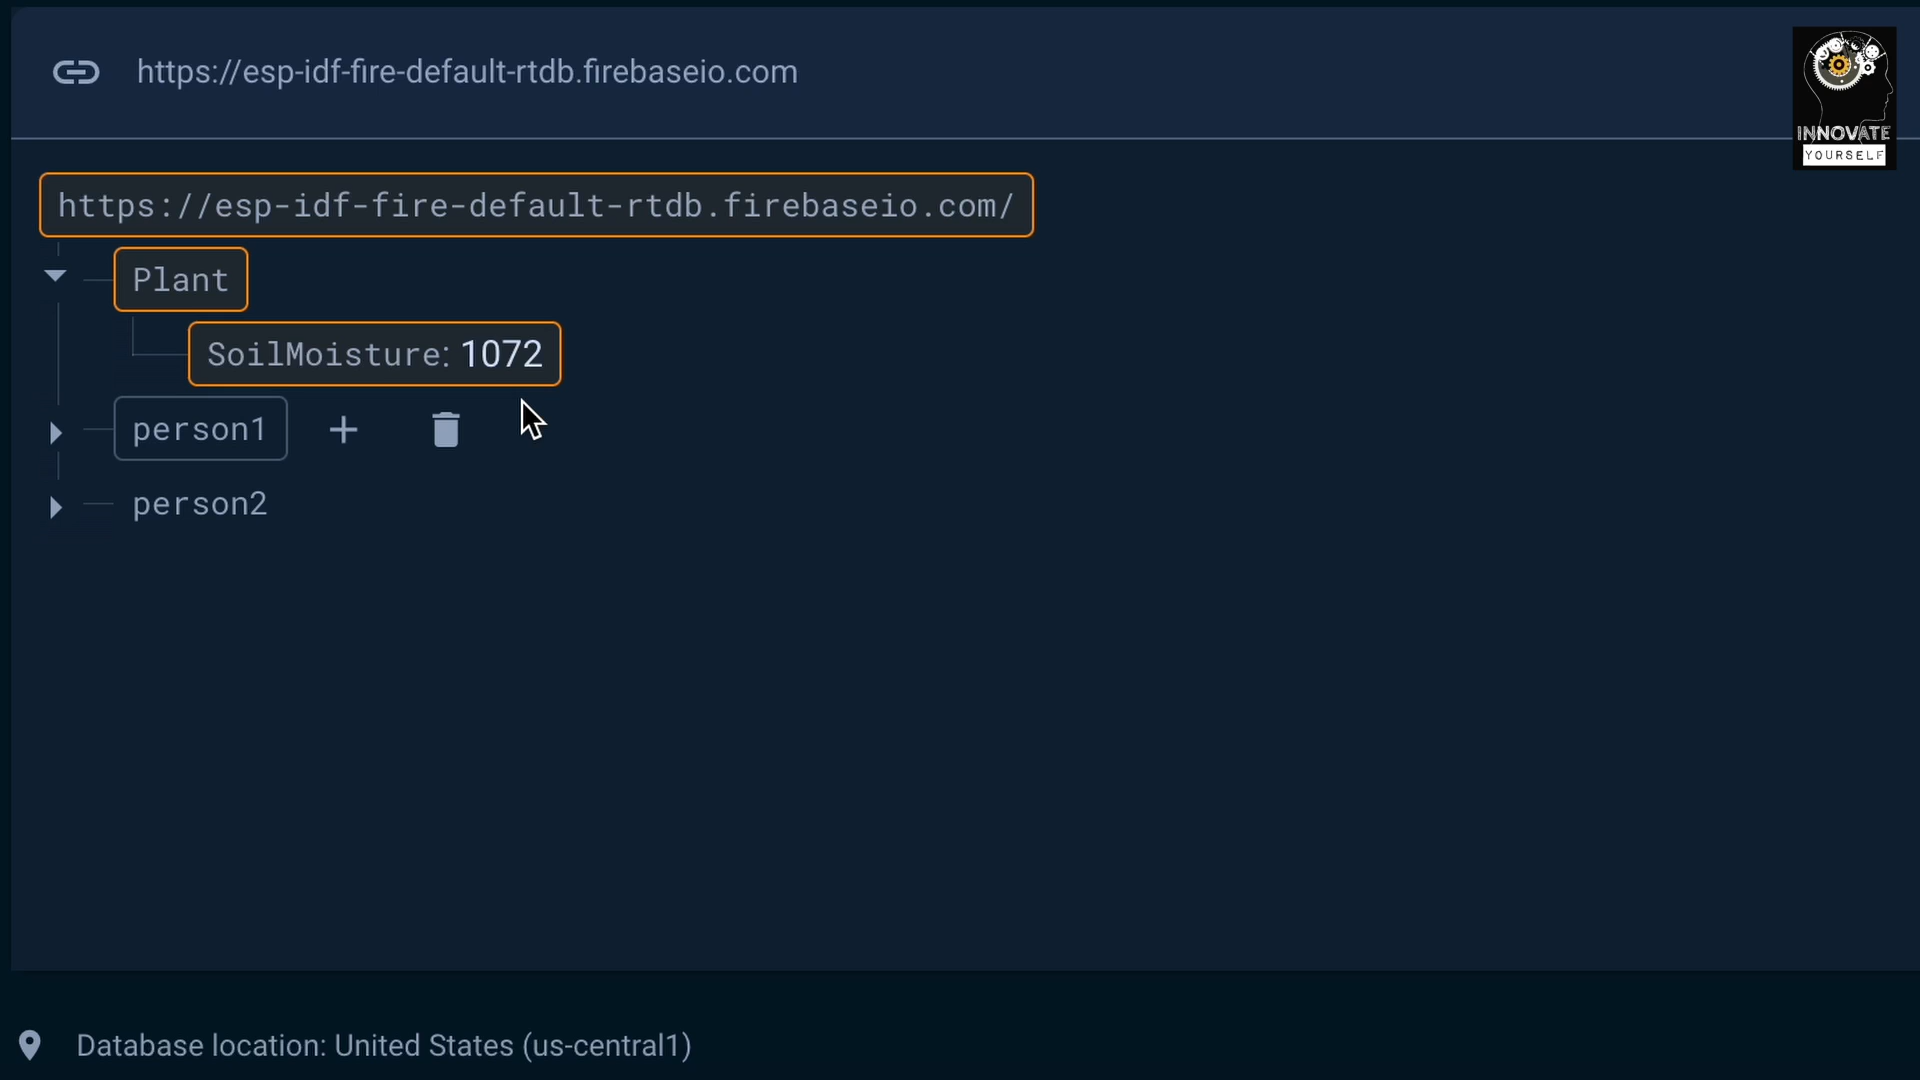 https://esp-idf-fire-default-rtdb.firebaseio.com
INNOVATE
YOURSELF
https://esp-idf-fire-default-rtdb.firebaseio.com/
Plant
SoilMoisture: 1072
person1
person2
Database location: United States (us-central1)